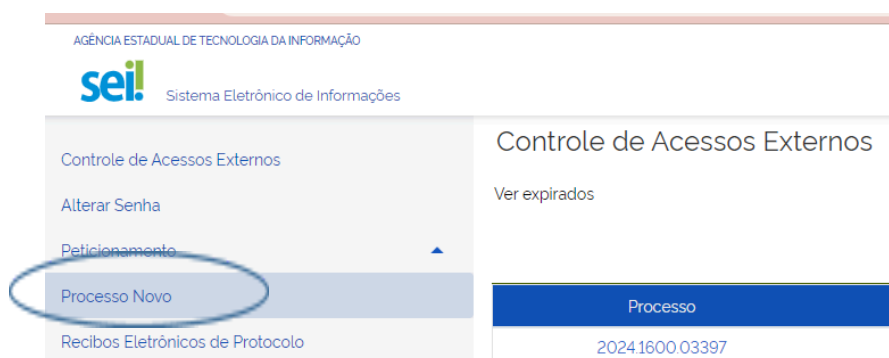 AGÊNCIA ESTADUAL DE TECNOLOGIA DA INFORMAÇÃO
sei!
Sistema Eletrônico de Informações
Controle de Acessos Externos
Alterar Senha
Peticionamento
Processo Novo
Recibos Eletrônicos de Protocolo
Controle de Acessos Externos
Ver expirados
Processo
2024.1600.03397